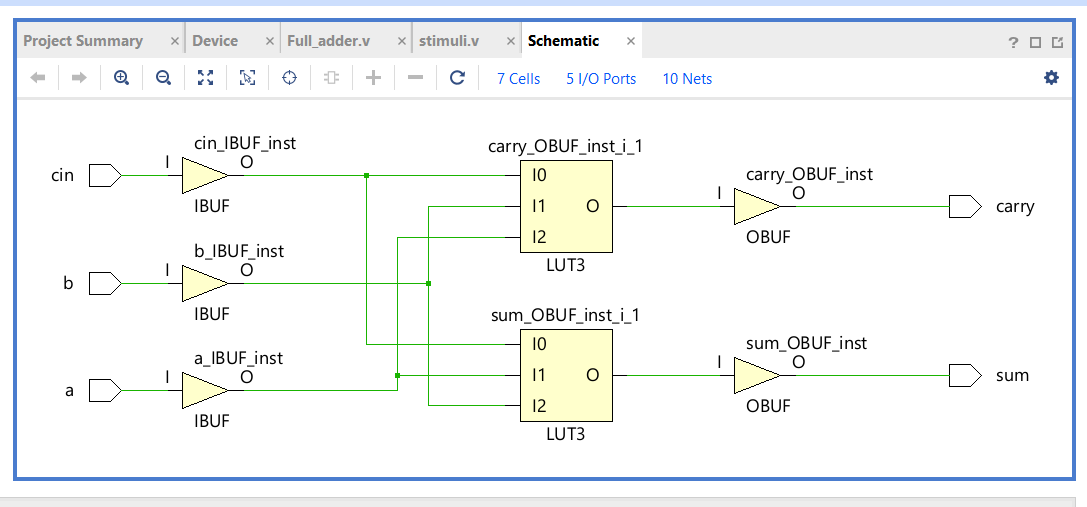 Project Summary × Device × Full_adder.v × stimuli.v × Schematic × ?
7 Cells 5 I/O Ports 10 Nets
cin_IBUF_inst
I O
cin
IBUF
b_IBUF_inst
I O
b
IBUF
a_IBUF_inst
I O
a
IBUF
carry_OBUF_inst_i_1
I0
I1 O
I2
LUT3
sum_OBUF_inst_i_1
I0
I1 O
I2
LUT3
carry_OBUF_inst
I O
carry
OBUF
sum_OBUF_inst
I O
sum
OBUF